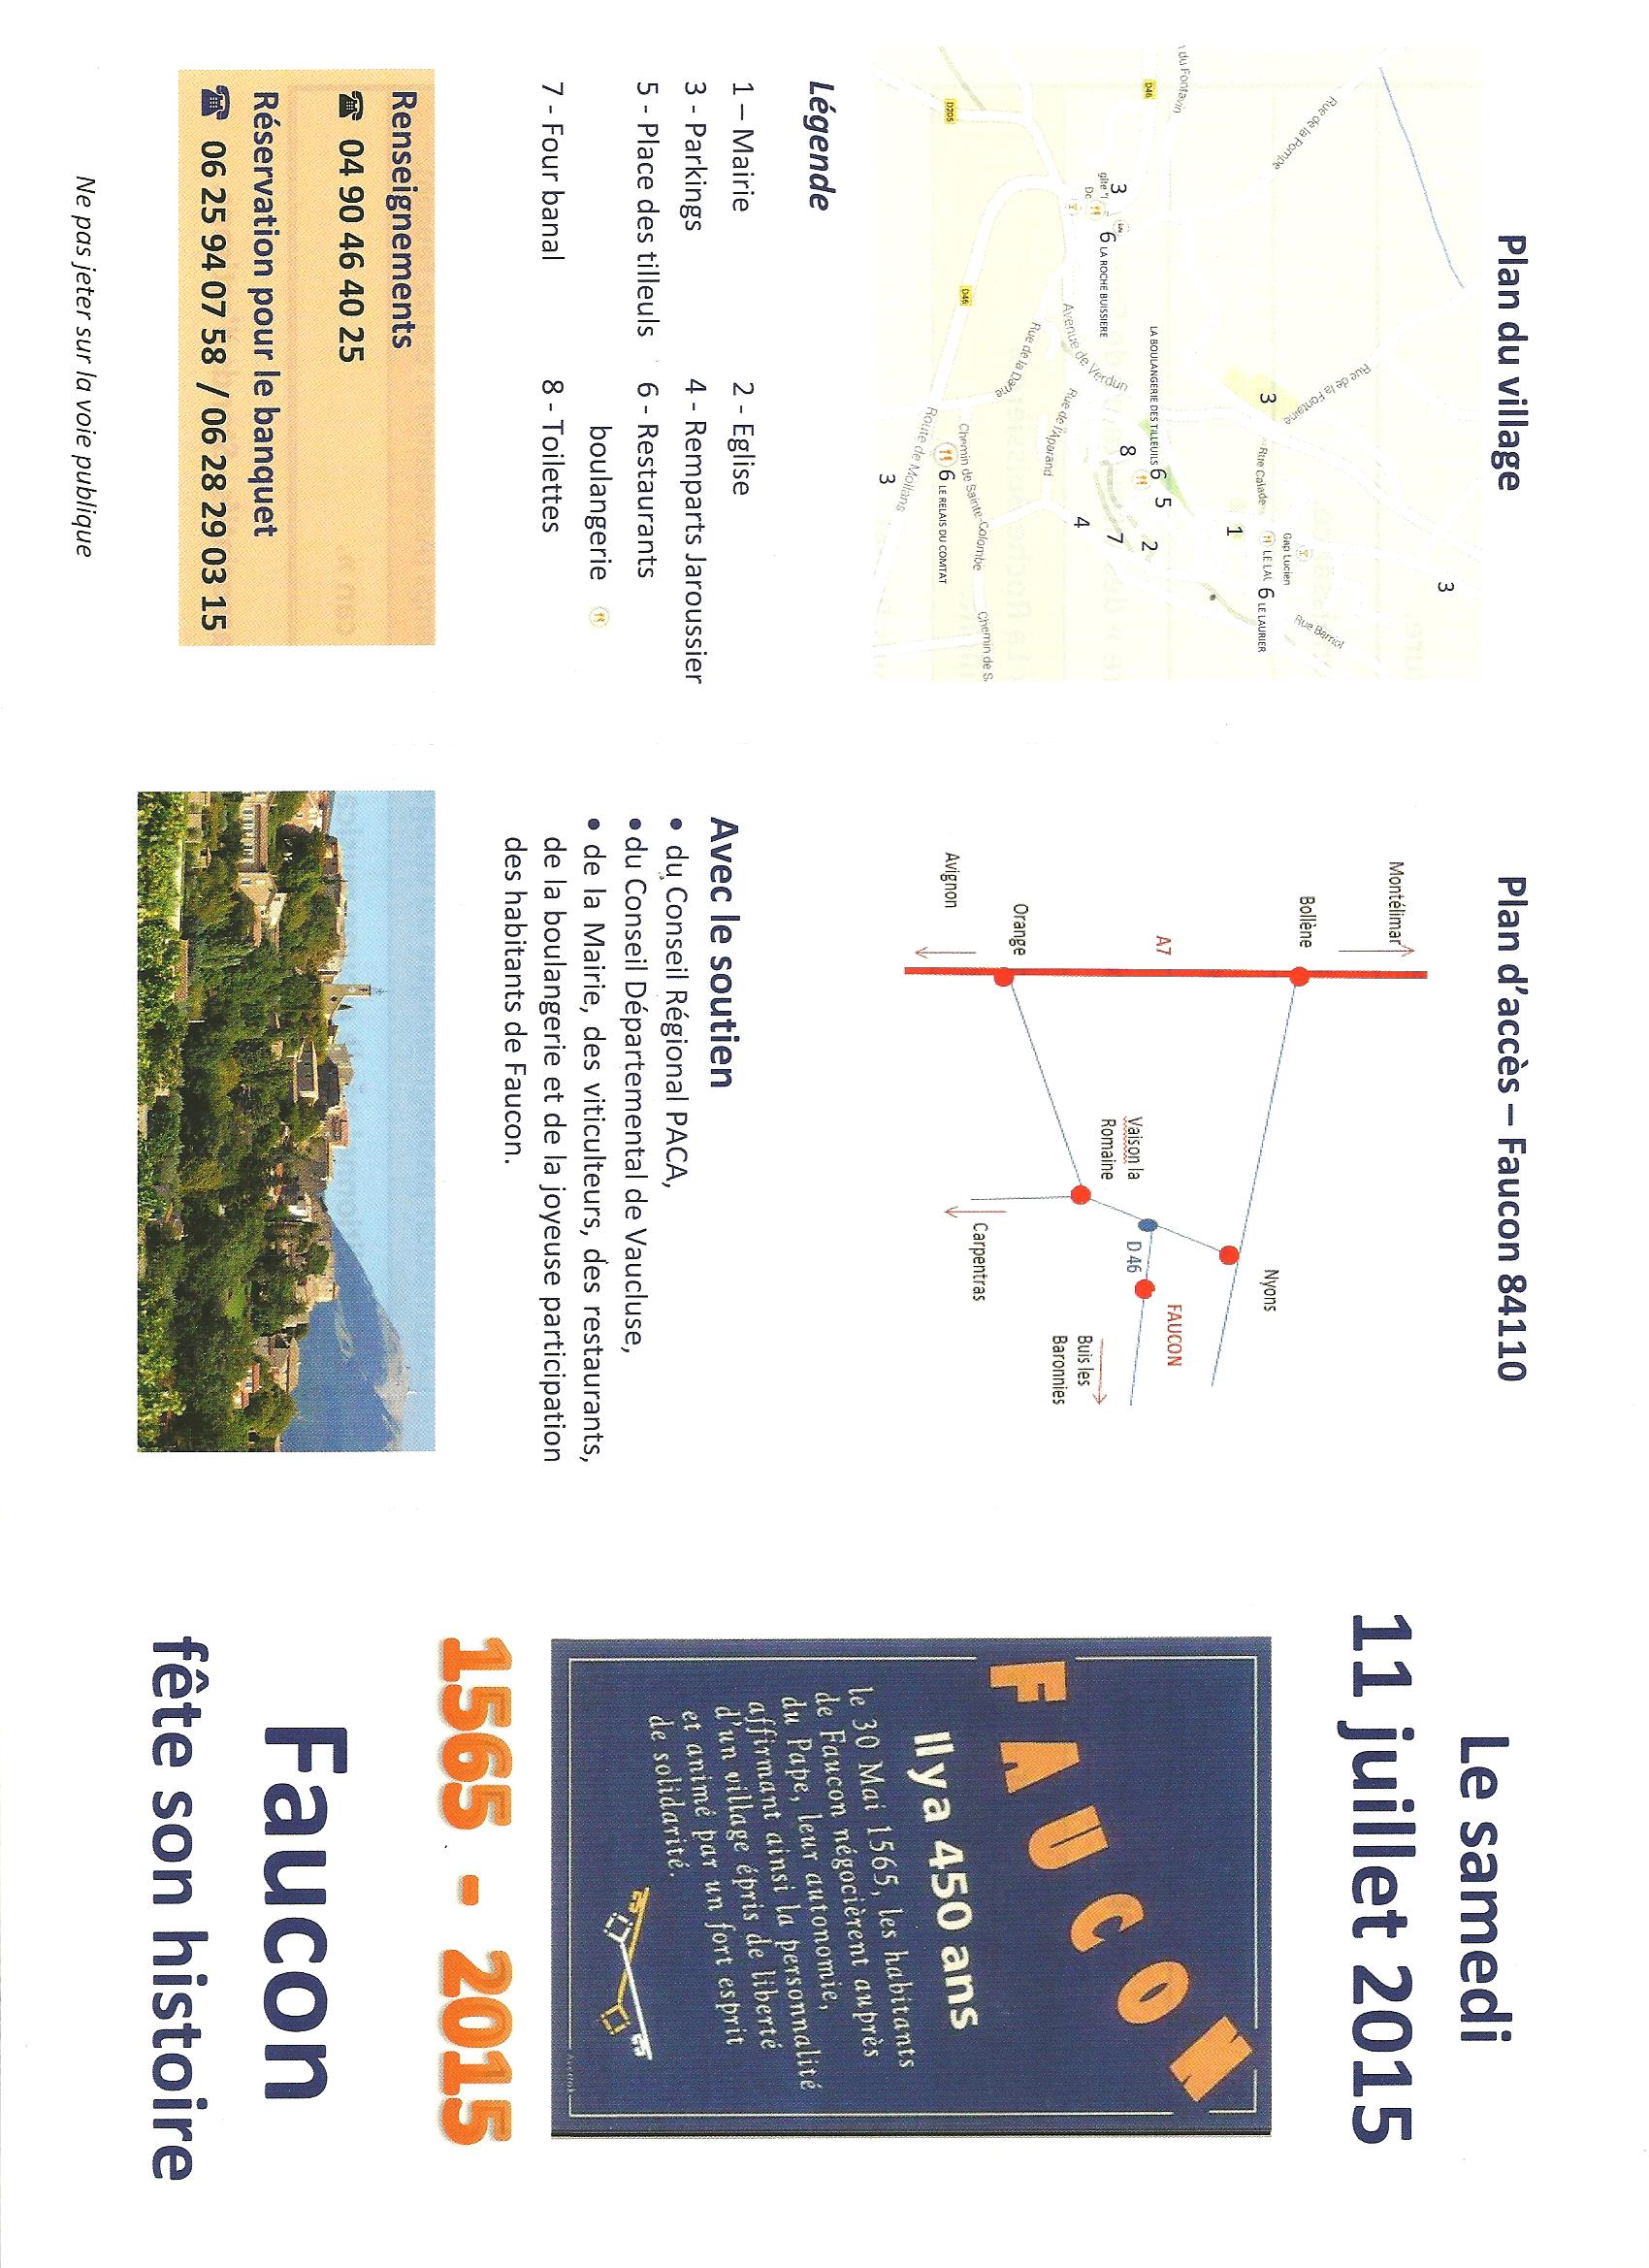 Plan du village
Rue de la Pompe
Rue de la Fontaine
Rue Barriol
D46
D205
D46
3
3
3
3
Gap Lucien
LE LAL
6 LE LAURIER
1
Rue Calade
LA BOULANGERIE DES TILLEULS 6
5
8
2
7
4
6 LA ROCHE BUISSIERE
Avenue de Verdun
Rue de l'Aparand
Rue de la Dame
Chemin de Sainte-Colombe
Chemin de S
Route de Mollans
6 LE RELAIS DU COMTAT
Légende
1 – Mairie 2 - Eglise
3 - Parkings 4 - Remparts Jaroussier
5 - Place des tilleuls 6 - Restaurants
boulangerie
7 - Four banal 8 - Toilettes
Renseignements
☎ 04 90 46 40 25
Réservation pour le banquet
☎ 06 25 94 07 58 / 06 28 29 03 15
Ne pas jeter sur la voie publique
Plan d’accès – Faucon 84110
Montélimar
Bollène
Nyons
A7
FAUCON
Vaison la
Romaine
D 46
Buis les
Baronnies
Orange
Carpentras
Avignon
Avec le soutien
• du Conseil Régional PACA,
• du Conseil Départemental de Vaucluse,
• de la Mairie, des viticulteurs, des restaurants,
de la boulangerie et de la joyeuse participation
des habitants de Faucon.
Le samedi
11 juillet 2015
FAUCON
Il y a 450 ans
le 30 Mai 1565, les habitants
de Faucon négocièrent auprès
du Pape, leur autonomie,
affirmant ainsi la personnalité
d'un village épris de liberté
et animé par un fort esprit
de solidarité.
1565 - 2015
Faucon
fête son histoire